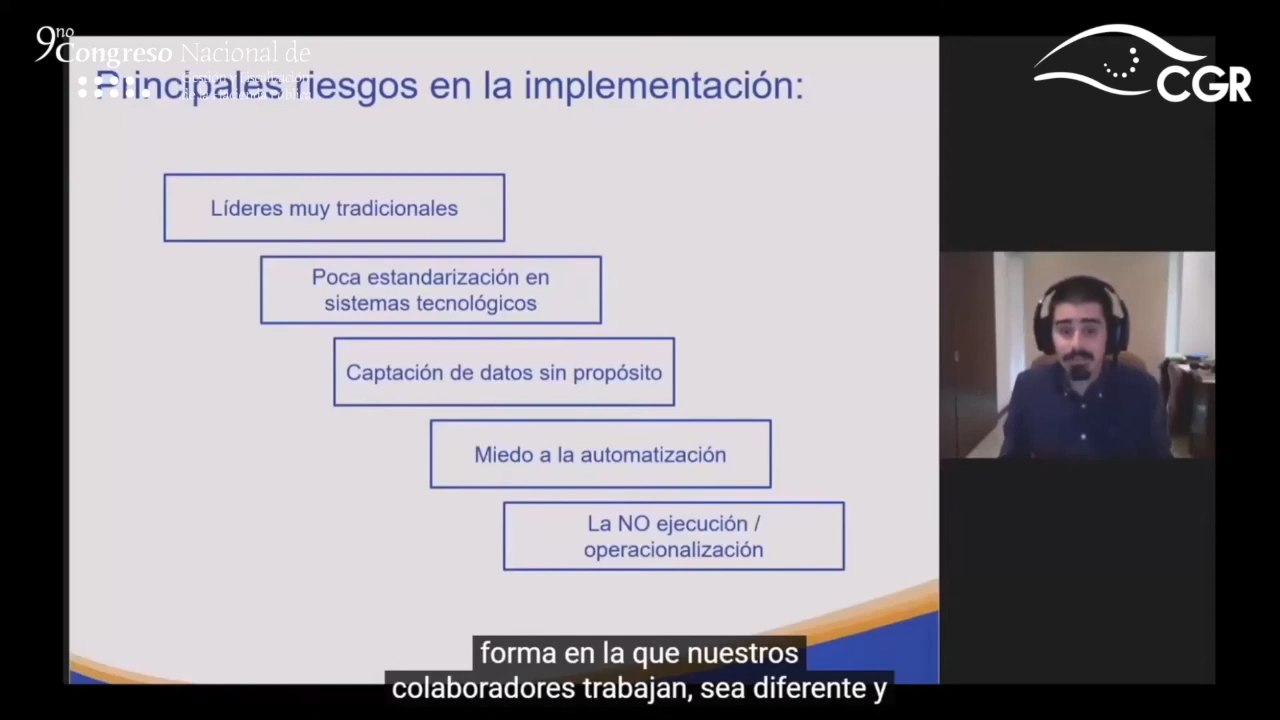 9no
Congreso Nacional de
Principales riesgos en la implementación:
CGR
Líderes muy tradicionales
Poca estandarización en
sistemas tecnológicos
Captación de datos sin propósito
Miedo a la automatización
La NO ejecución /
operacionalización
forma en la que nuestros
colaboradores trabajan, sea diferente y